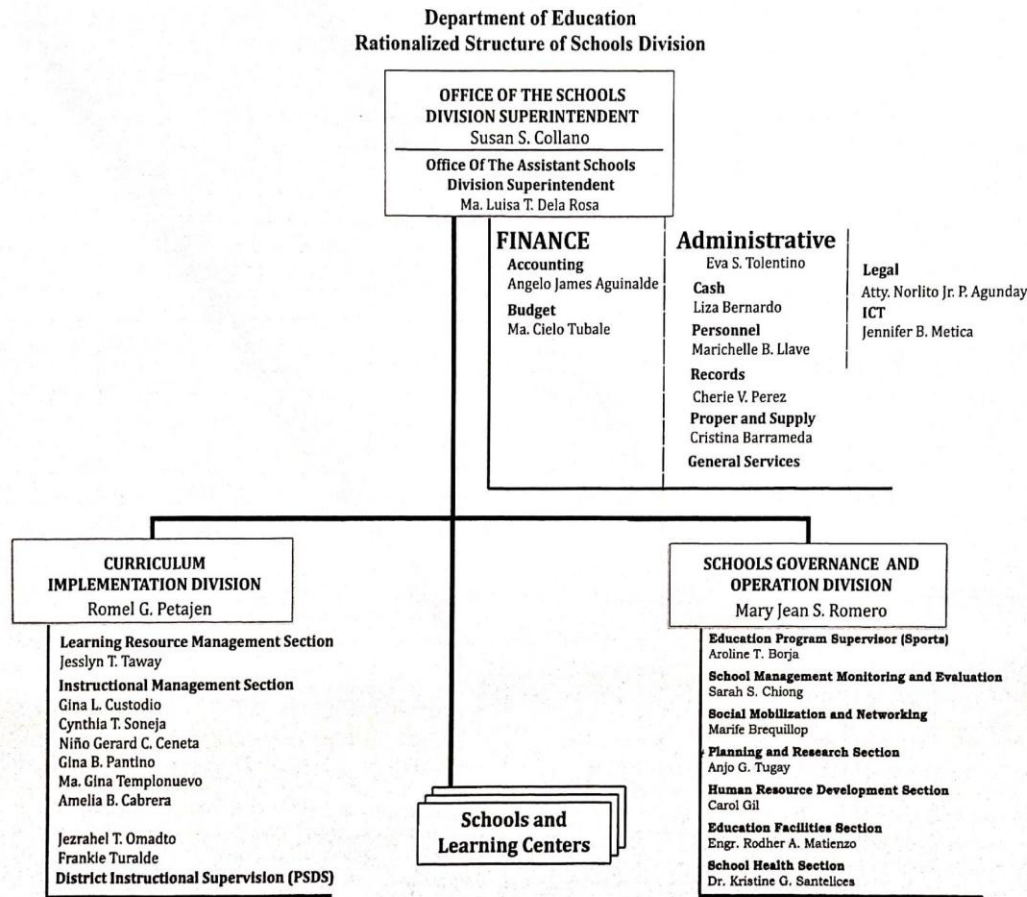 Department of Education
Rationalized Structure of Schools Division
OFFICE OF THE SCHOOLS
DIVISION SUPERINTENDENT
Susan S. Collano
Office Of The Assistant Schools
Division Superintendent
Ma. Luisa T. Dela Rosa
FINANCE
Accounting
Angelo James Aguinalde
Budget
Ma. Cielo Tubale
Administrative
Eva S. Tolentino
Cash
Liza Bernardo
Personnel
Marichelle B. Llave
Records
Cherie V. Perez
Proper and Supply
Cristina Barrameda
General Services
Legal
Atty. Norlito Jr. P. Agunday
ICT
Jennifer B. Metica
CURRICULUM
IMPLEMENTATION DIVISION
Romel G. Petajen
Learning Resource Management Section
Jesslyn T. Taway
Instructional Management Section
Gina L. Custodio
Cynthia T. Soneja
Niño Gerard C. Ceneta
Gina B. Pantino
Ma. Gina Templonuevo
Amelia B. Cabrera
Jezrahel T. Omadto
Frankie Turalde
District Instructional Supervision (PSDS)
Schools and
Learning Centers
SCHOOLS GOVERNANCE AND
OPERATION DIVISION
Mary Jean S. Romero
Education Program Supervisor (Sports)
Aroline T. Borja
School Management Monitoring and Evaluation
Sarah S. Chiong
Social Mobilization and Networking
Marife Brequillop
Planning and Research Section
Anjo G. Tugay
Human Resource Development Section
Carol Gil
Education Facilities Section
Engr. Rodher A. Matienzo
School Health Section
Dr. Kristine G. Santelices